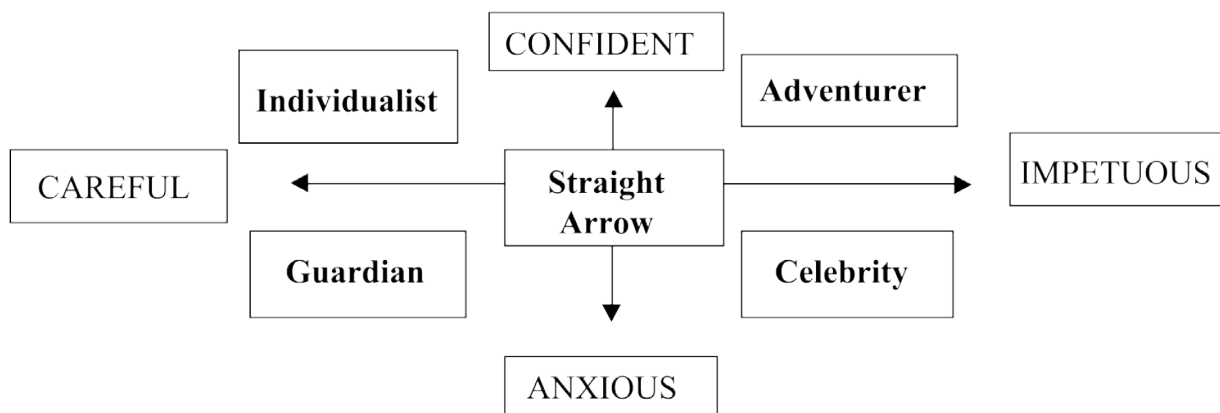 CONFIDENT
Individualist
Adventurer
CAREFUL
Straight
Arrow
IMPETUOUS
Guardian
Celebrity
ANXIOUS